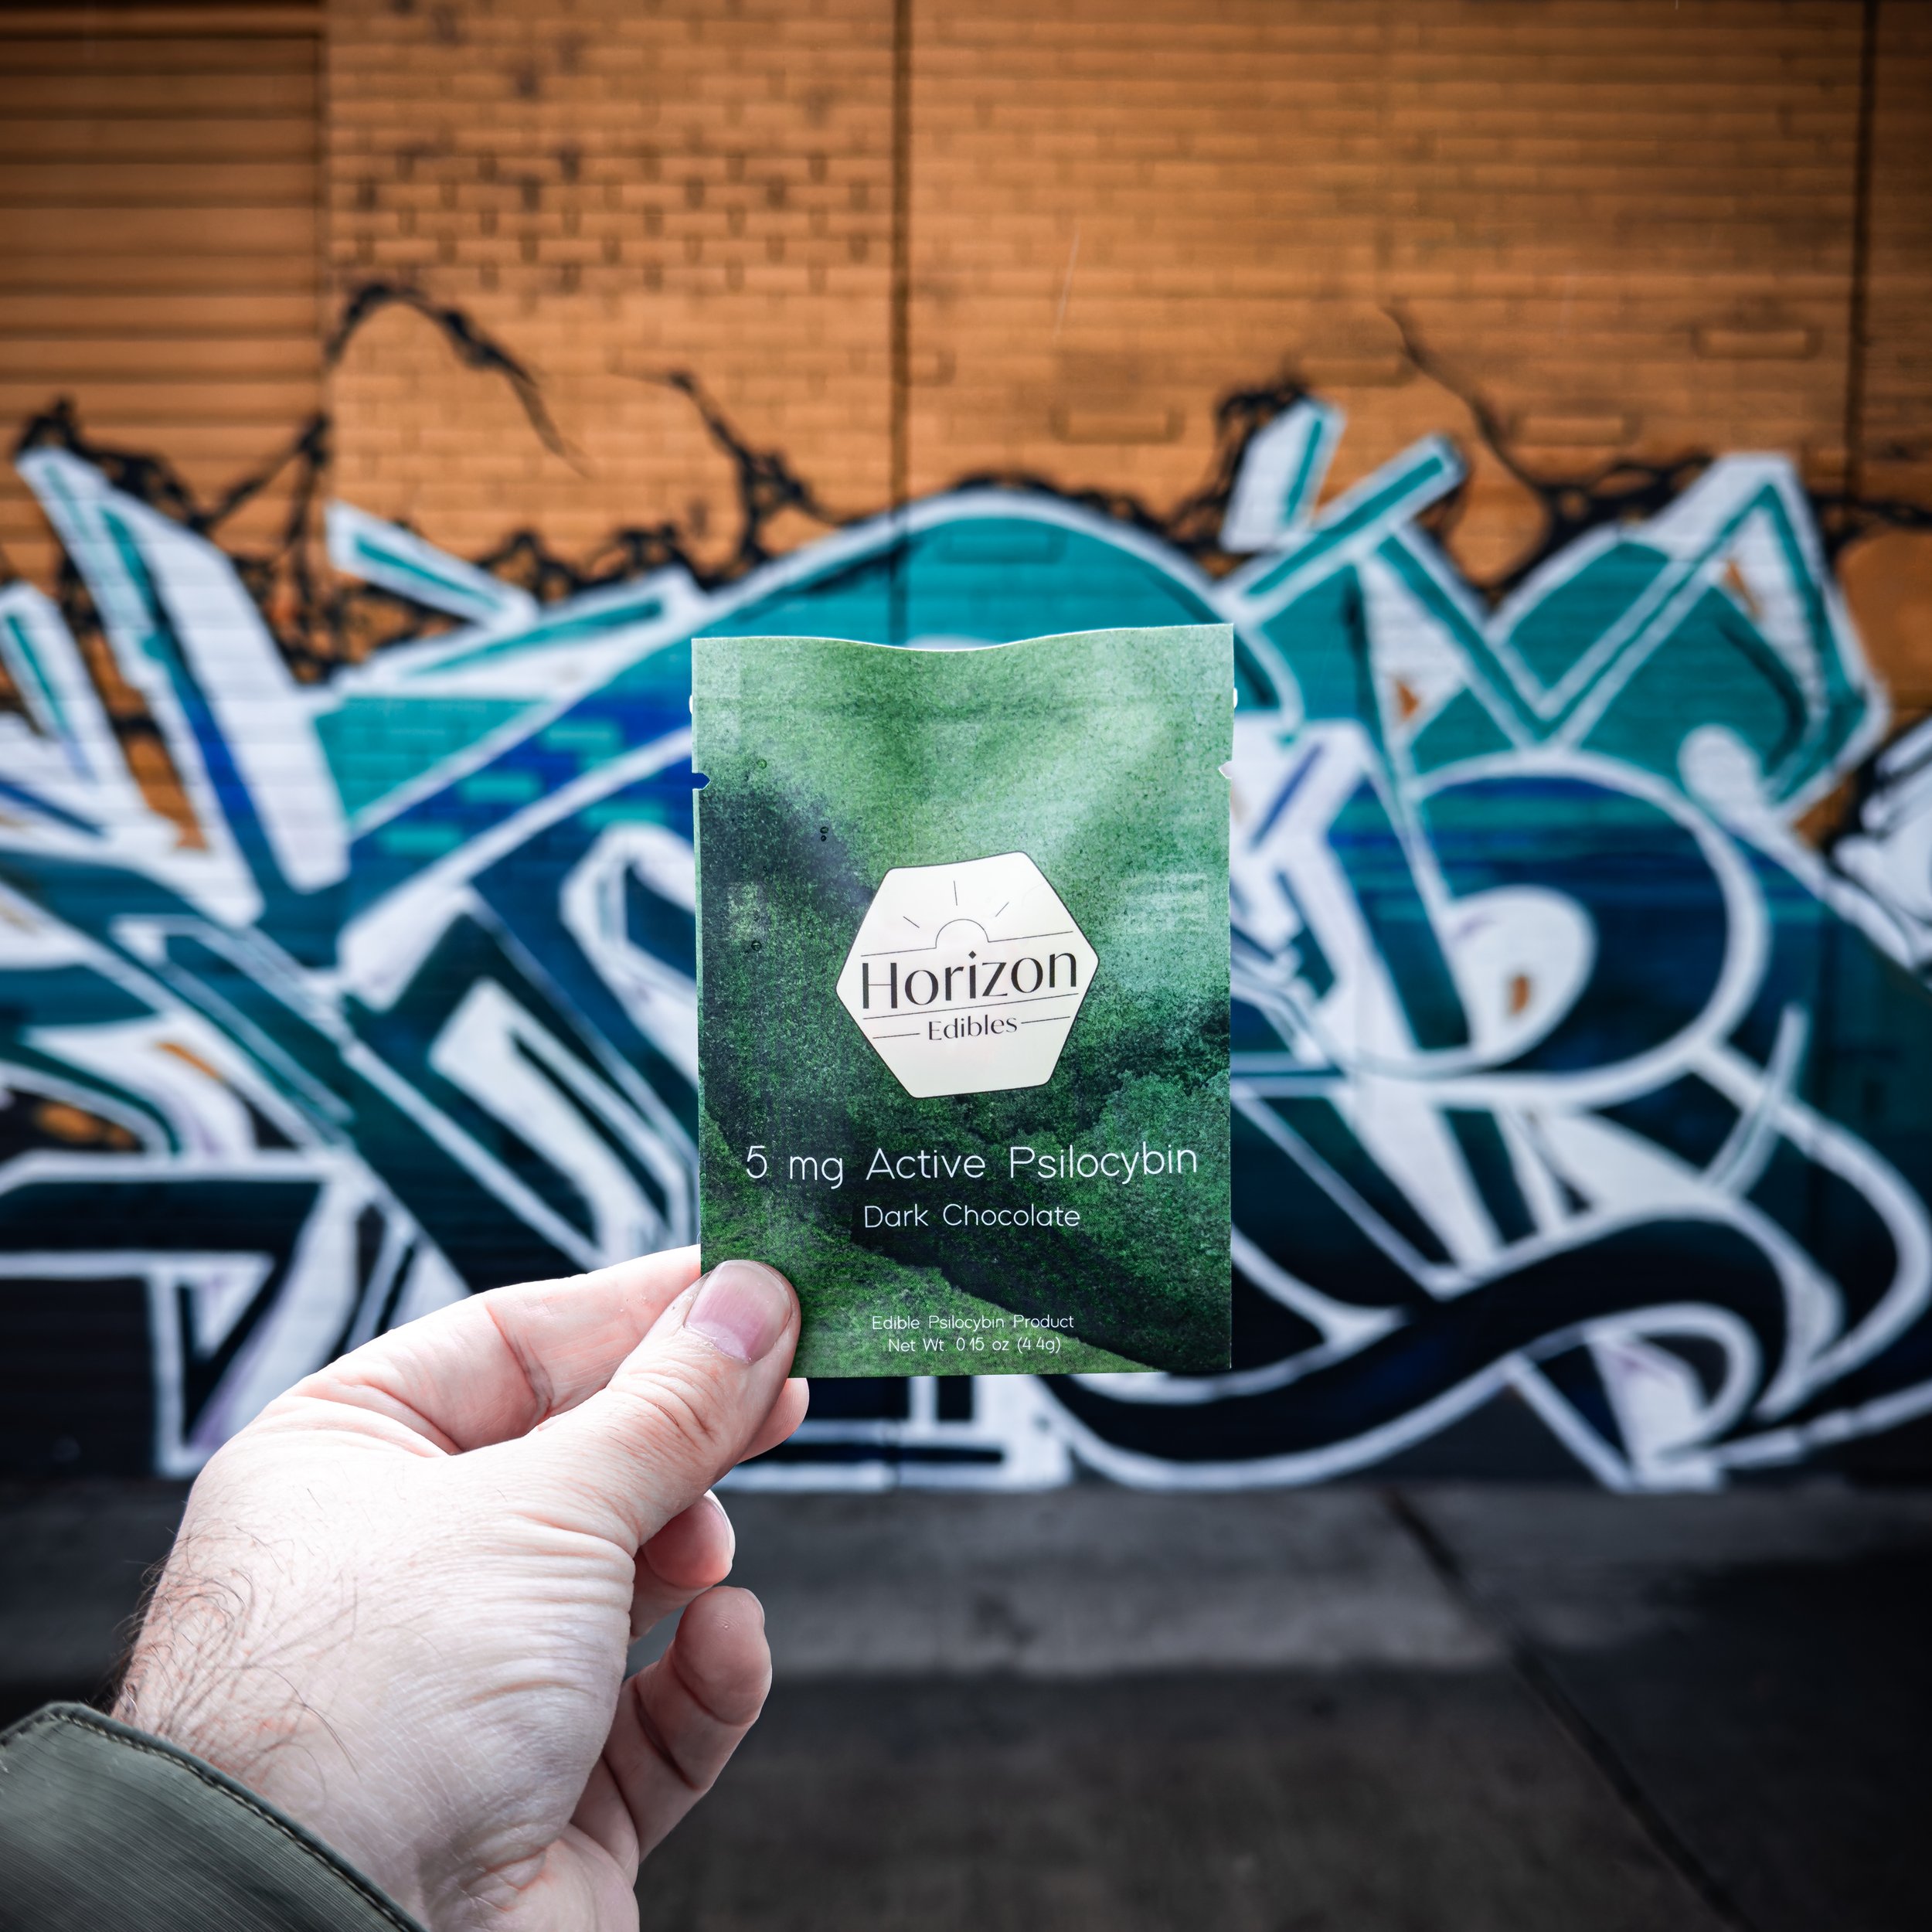 Horizon
Edibles
5 mg Active Psilocybin
Dark Chocolate
Edible Psilocybin Product
Net Wt 0.15 oz (4.4g)